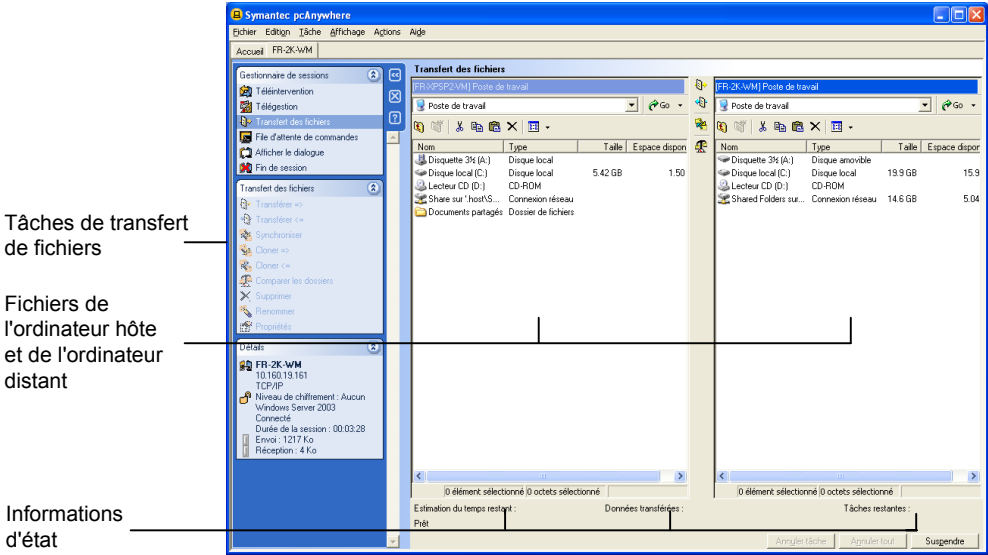 Symantec pcAnywhere
Fichier Edition Tâche Affichage Actions Aide
Accueil FR-2K-WM
Gestionnaire de sessions
Téléintervention
Télégestion
Transfert des fichiers
File d'attente de commandes
Afficher le dialogue
Fin de session
Transfert des fichiers
Transférer =>
Transférer <=
Synchroniser
Cloner =>
Cloner <=
Comparer les dossiers
Supprimer
Renommer
Propriétés
Détails
FR-2K-WM
10.160.19.161
TCP/IP
Niveau de chiffrement : Aucun
Windows Server 2003
Connecté
Durée de la session : 00:03:28
Envoi : 1217 Ko
Réception : 4 Ko
Tâches de transfert
de fichiers
Fichiers de
l'ordinateur hôte
et de l'ordinateur
distant
Informations
d'état
Transfert des fichiers
[FR-XPSP2-VM] Poste de travail
Poste de travail Go
Nom Type Taille Espace dispon
Disquette 3½ (A:) Disque local
Disque local (C:) Disque local 5.42 GB 1.50
Lecteur CD (D:) CD-ROM
Share sur '.host\S... Connexion réseau
Documents partagés Dossier de fichiers
0 élément sélectionné 0 octets sélectionné
[FR-2K-WM] Poste de travail
Poste de travail Go
Nom Type Taille Espace dispor
Disquette 3½ (A:) Disque amovible
Disque local (C:) Disque local 19.9 GB 15.9
Lecteur CD (D:) CD-ROM
Shared Folders sur... Connexion réseau 14.6 GB 5.04
0 élément sélectionné 0 octets sélectionné
Estimation du temps restant : Données transférées : Tâches restantes :
Prêt
Annuler tâche Annuler tout Suspendre